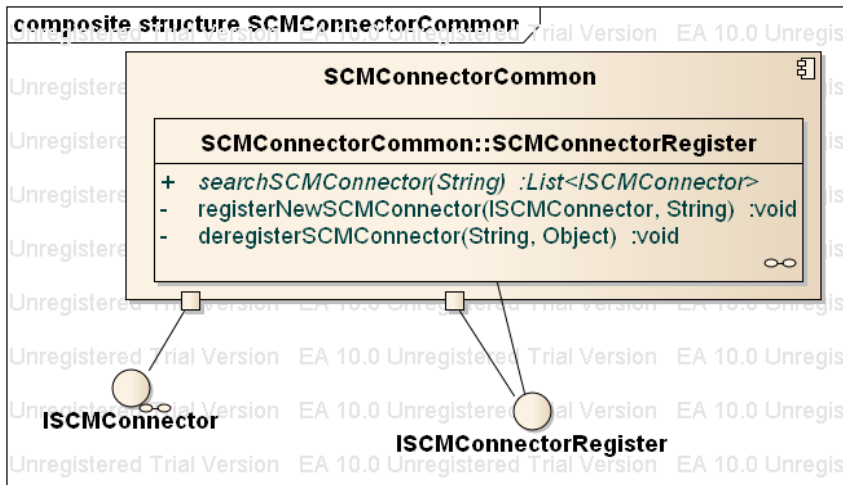 composite structure SCMConnectorCommon
SCMConnectorCommon
SCMConnectorCommon::SCMConnectorRegister
+ searchSCMConnector(String) :List<ISCMConnector>
- registerNewSCMConnector(ISCMConnector, String) :void
- deregisterSCMConnector(String, Object) :void
ISCMConnector
ISCMConnectorRegister
Unregistered Trial Version EA 10.0 Unregistered Trial Version EA 10.0 Unregis